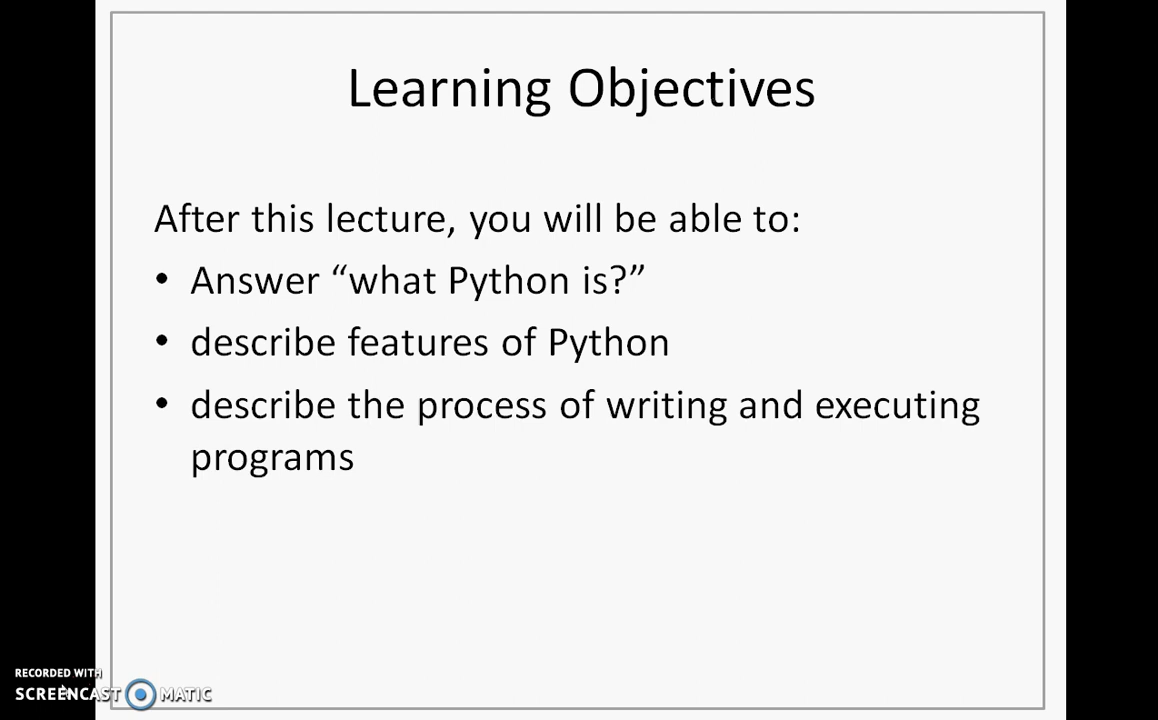 Learning Objectives
After this lecture, you will be able to:
• Answer “what Python is?”
• describe features of Python
• describe the process of writing and executing
programs
RECORDED WITH
SCREENCAST MATIC